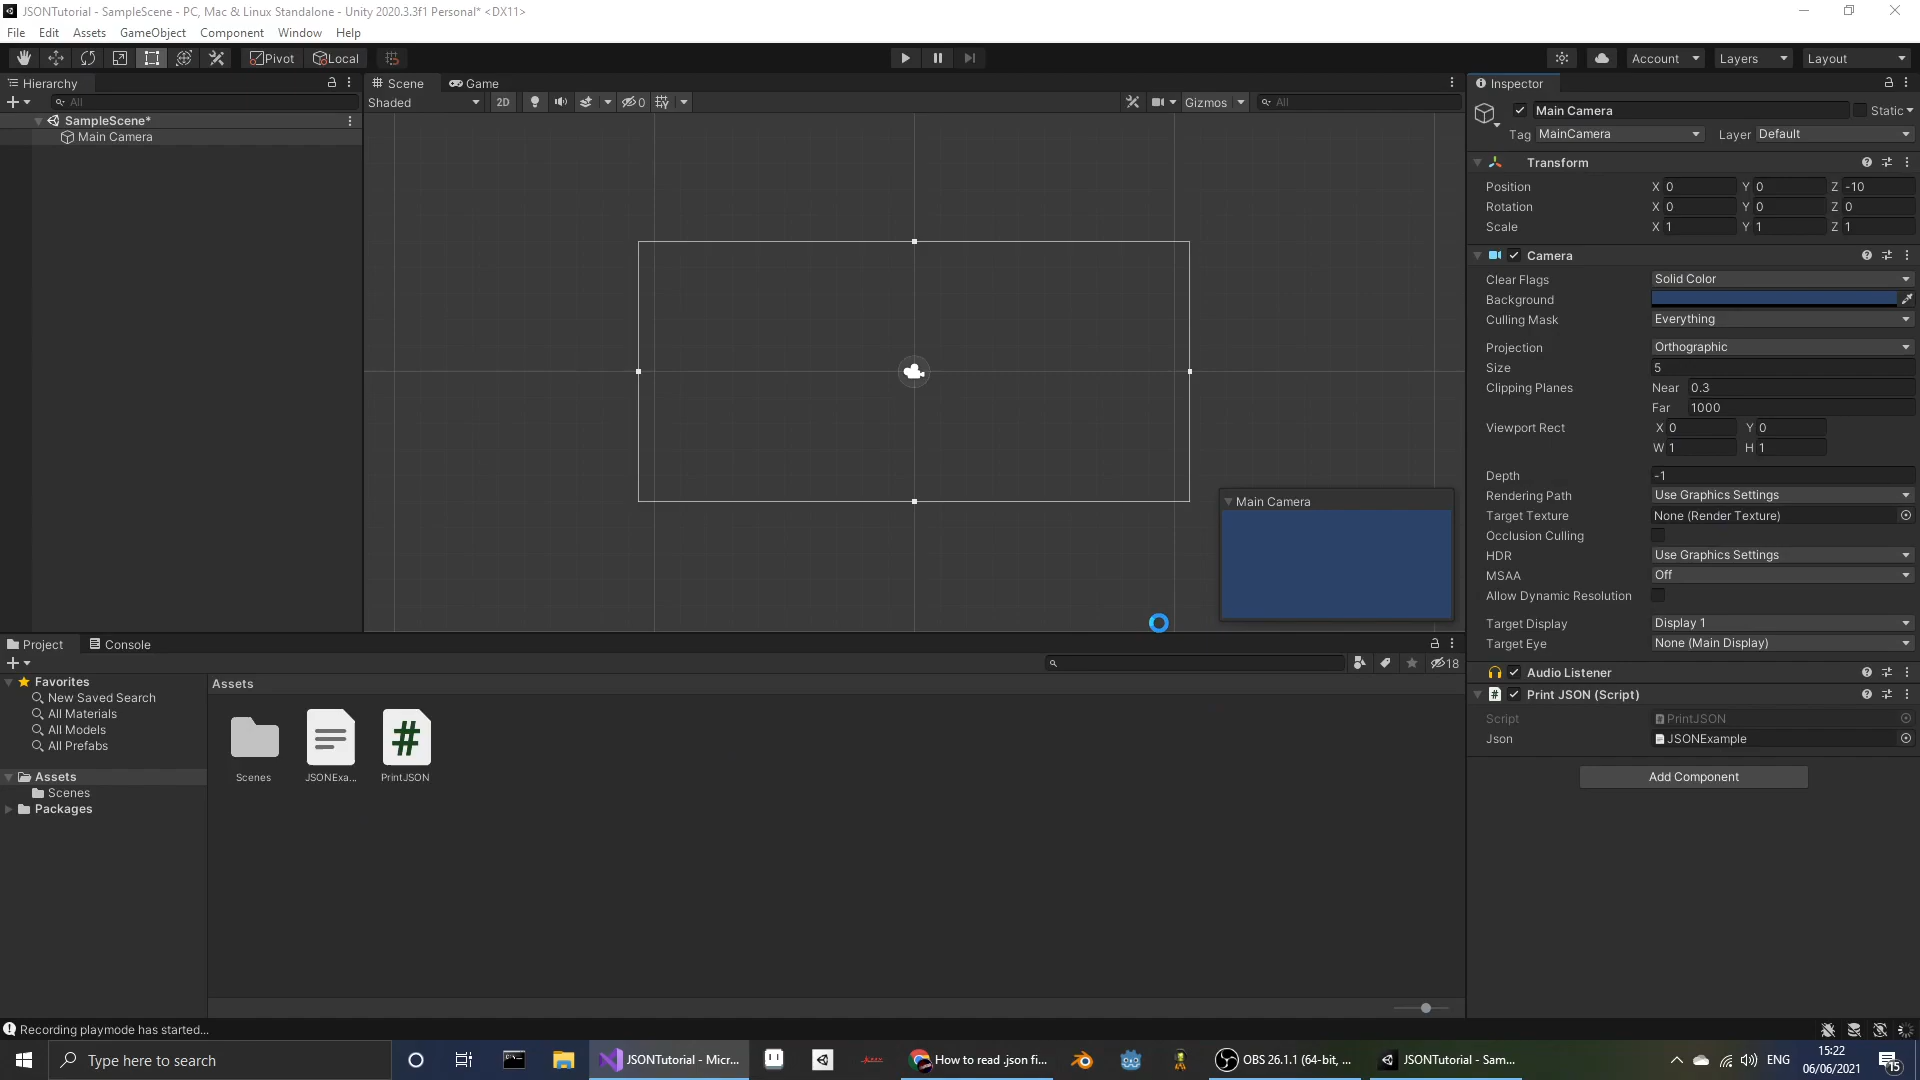 JSONTutorial - SampleScene - PC, Mac & Linux Standalone - Unity 2020.3.3f1 Personal* <DX11>
File Edit Assets GameObject Component Window Help
Pivot Local Account Layers Layout
Hierarchy Scene Game Inspector
All Shaded 2D 0 Gizmos All
SampleScene*
Main Camera
Main Camera Static
Tag MainCamera Layer Default
Transform
Position X 0 Y 0 Z -10
Rotation X 0 Y 0 Z 0
Scale X 1 Y 1 Z 1
Camera
Clear Flags Solid Color
Background
Culling Mask Everything
Projection Orthographic
Size 5
Clipping Planes Near 0.3
Far 1000
Viewport Rect X 0 Y 0
W 1 H 1
Depth -1
Rendering Path Use Graphics Settings
Target Texture None (Render Texture)
Occlusion Culling
HDR Use Graphics Settings
MSAA Off
Allow Dynamic Resolution
Target Display Display 1
Target Eye None (Main Display)
Audio Listener
Print JSON (Script)
Script PrintJSON
Json JSONExample
Add Component
Main Camera
Project Console
18
Favorites
New Saved Search
All Materials
All Models
All Prefabs
Assets
Scenes
Packages
Assets
Scenes JSONExa... PrintJSON
Recording playmode has started...
Type here to search JSONTutorial - Micr... How to read .json fi... OBS 26.1.1 (64-bit, ... JSONTutorial - Sam... ENG 15:22
06/06/2021 15